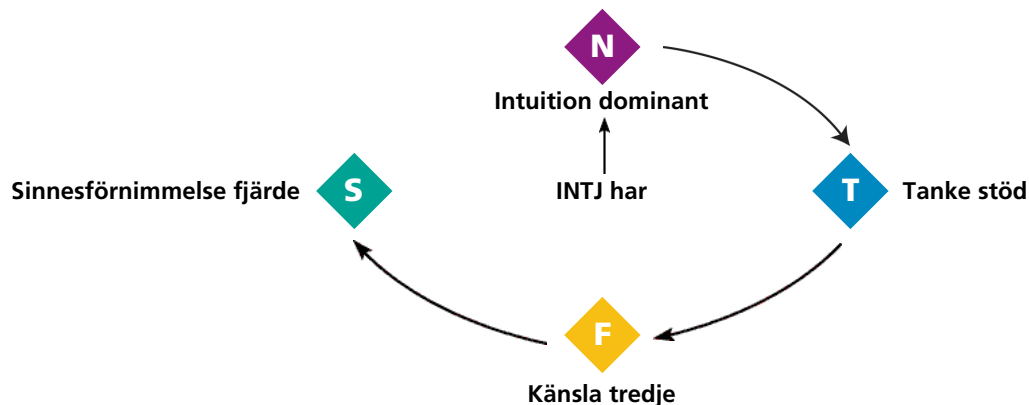 N
Intuition dominant
Sinnesförnimmelse fjärde
S
INTJ har
T
Tanke stöd
F
Känsla tredje